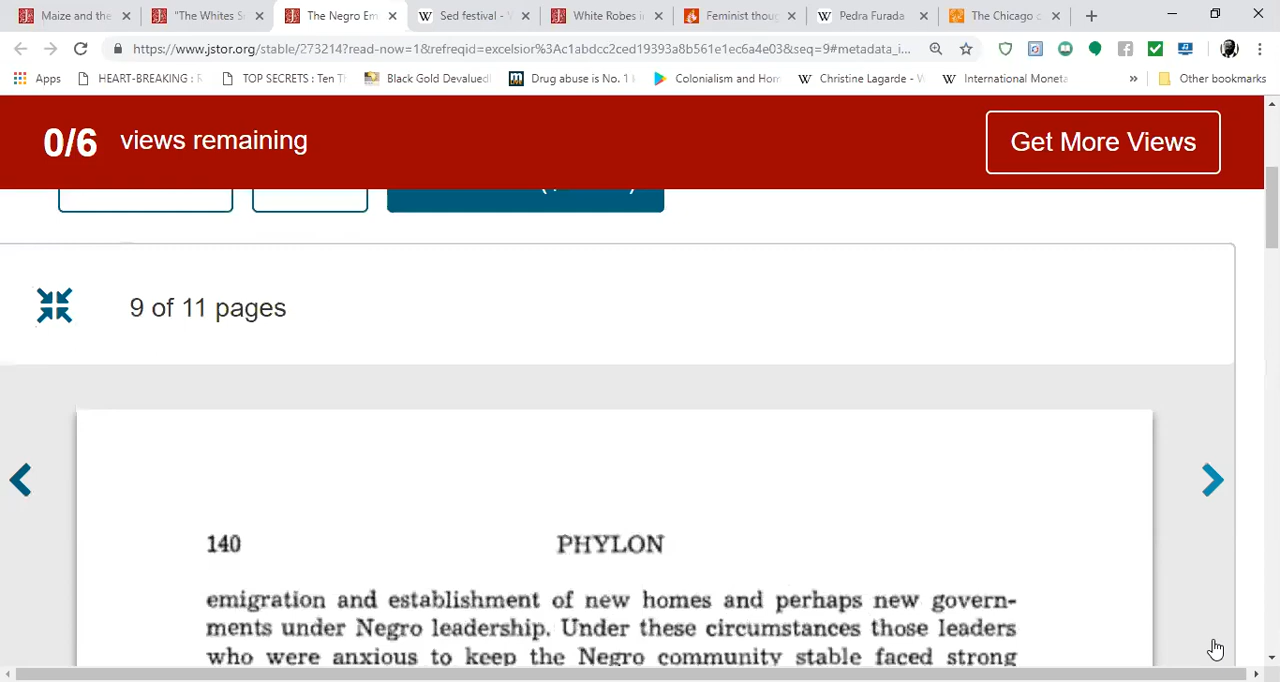 Maize and the
"The Whites S
The Negro Em
Sed festival -
White Robes i
Feminist thou
Pedra Furada
The Chicago
https://www.jstor.org/stable/273214?read-now=1&refreqid=excelsior%3Ac1abdcc2ced19393a8b561e1ec6a4e03&seq=9#metadata_i...
Apps
HEART-BREAKING : R
TOP SECRETS : Ten Th
Black Gold Devalued
Drug abuse is No. 1
Colonialism and Hom
Christine Lagarde - W
International Moneta
»
Other bookmarks
0/6 views remaining
Get More Views
9 of 11 pages
140 PHYLON
emigration and establishment of new homes and perhaps new govern-
ments under Negro leadership. Under these circumstances those leaders
who were anxious to keep the Negro community stable faced strong